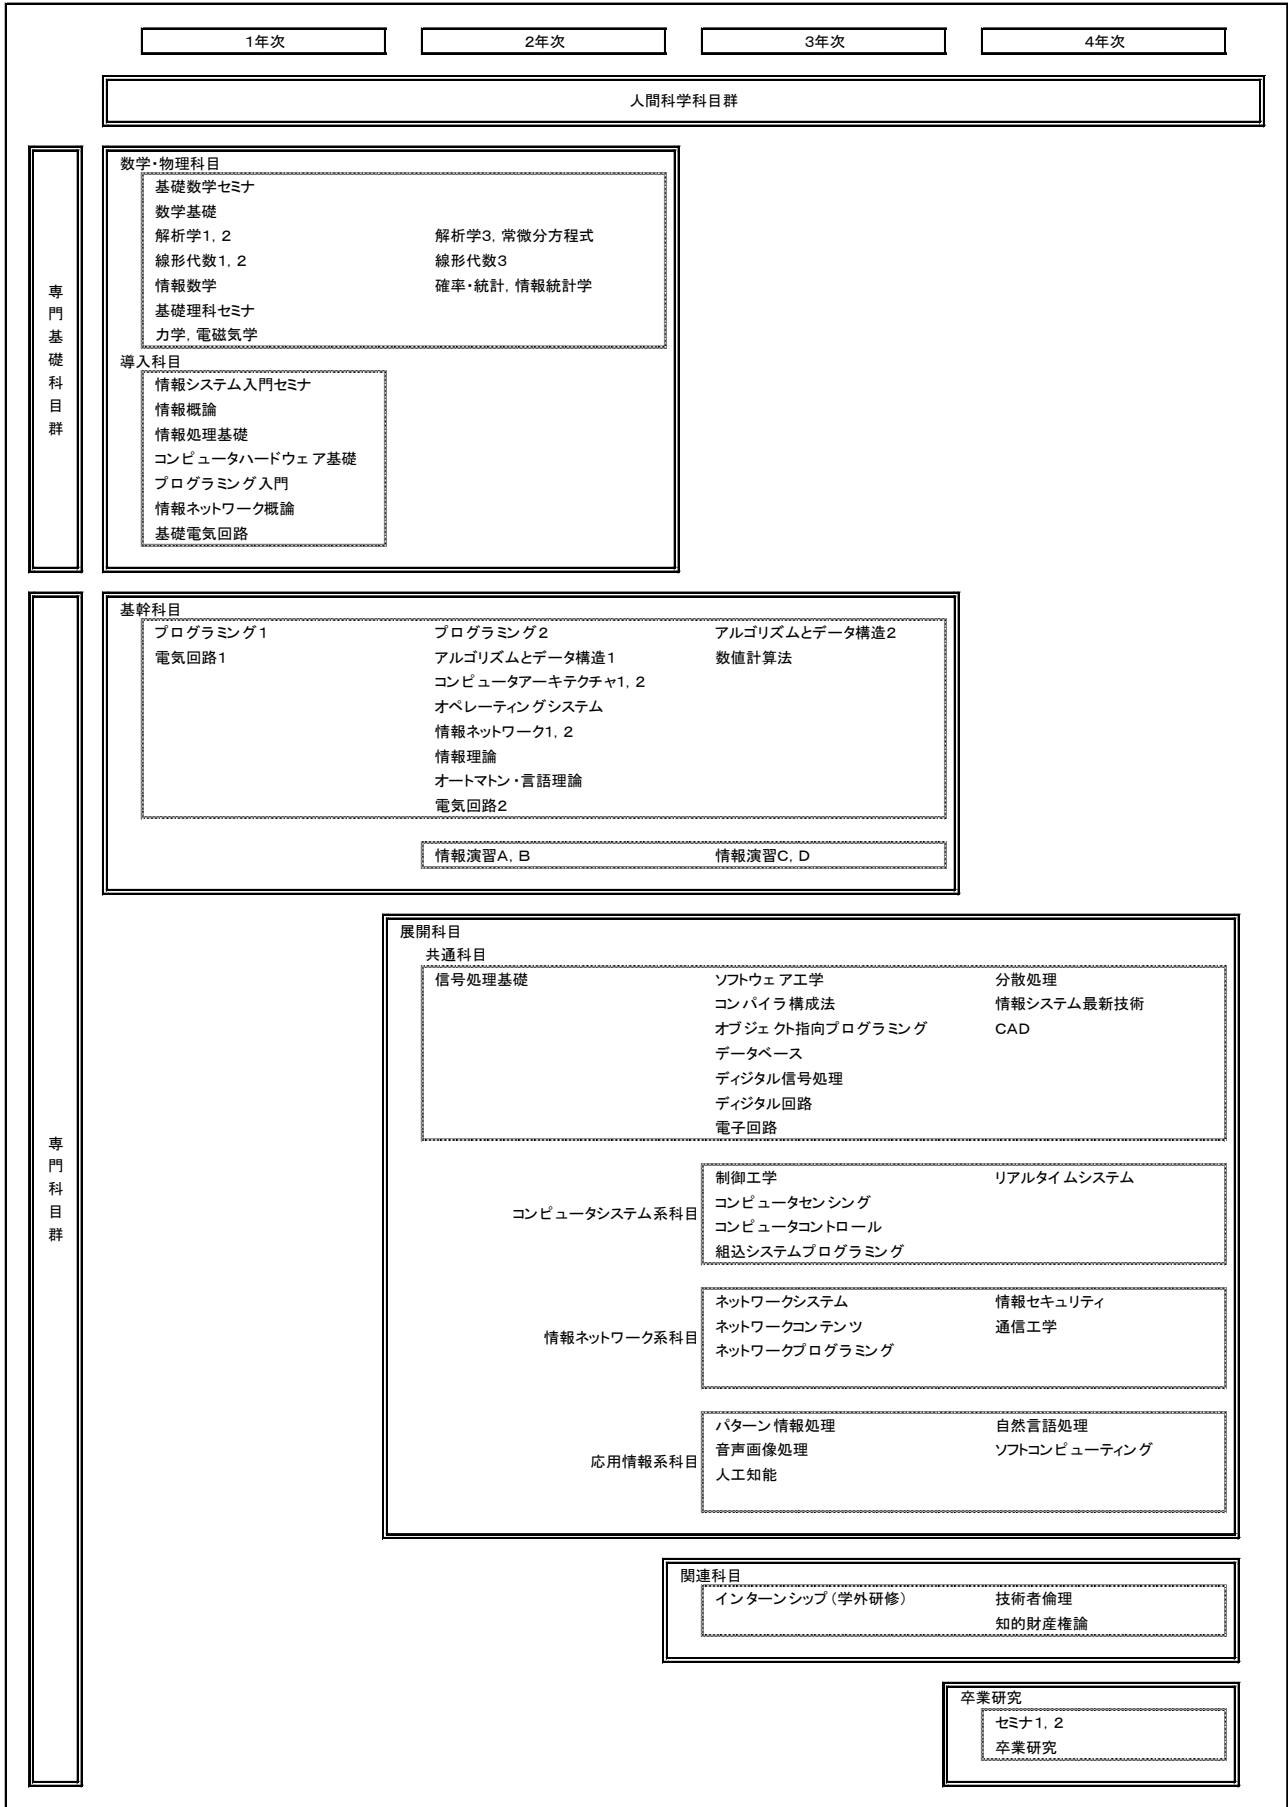 1年次 2年次 3年次 4年次
人間科学科目群
専門基礎科目群
数学・物理科目
基礎数学セミナ
数学基礎
解析学1, 2 解析学3, 常微分方程式
線形代数1, 2 線形代数3
情報数学 確率・統計, 情報統計学
基礎理科セミナ
力学, 電磁気学
導入科目
情報システム入門セミナ
情報概論
情報処理基礎
コンピュータハードウェア基礎
プログラミング入門
情報ネットワーク概論
基礎電気回路
専門科目群
基幹科目
プログラミング1 プログラミング2 アルゴリズムとデータ構造2
電気回路1 アルゴリズムとデータ構造1 数値計算法
コンピュータアーキテクチャ1, 2
オペレーティングシステム
情報ネットワーク1, 2
情報理論
オートマトン・言語理論
電気回路2
情報演習A, B 情報演習C, D
展開科目
共通科目
信号処理基礎 ソフトウェア工学 分散処理
コンパイラ構成法 情報システム最新技術
オブジェクト指向プログラミング CAD
データベース
ディジタル信号処理
ディジタル回路
電子回路
コンピュータシステム系科目
制御工学 リアルタイムシステム
コンピュータセンシング
コンピュータコントロール
組込システムプログラミング
情報ネットワーク系科目
ネットワークシステム 情報セキュリティ
ネットワークコンテンツ 通信工学
ネットワークプログラミング
応用情報系科目
パターン情報処理 自然言語処理
音声画像処理 ソフトコンピューティング
人工知能
関連科目
インターンシップ(学外研修) 技術者倫理
知的財産権論
卒業研究
セミナ1, 2
卒業研究